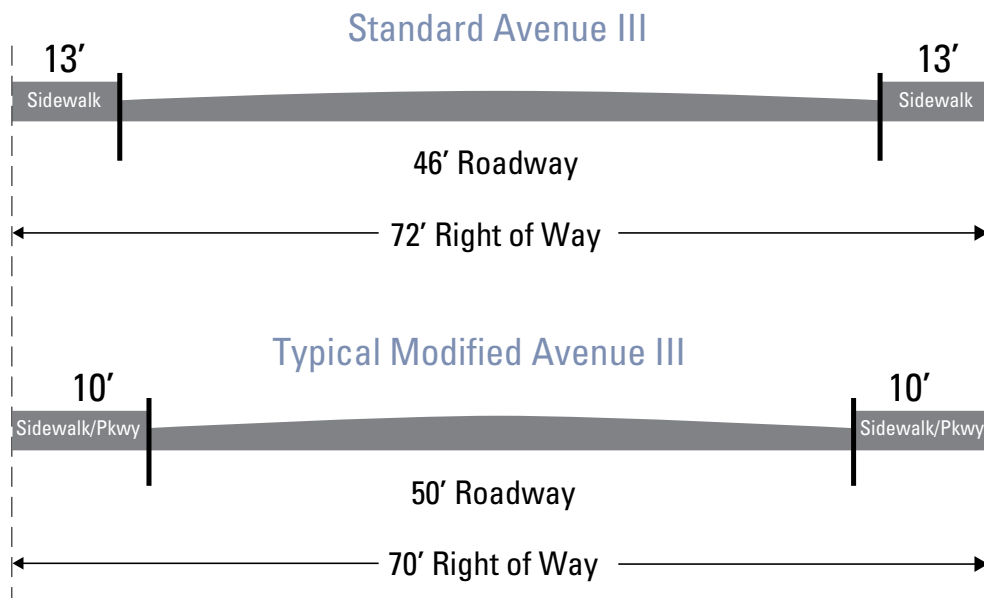 Standard Avenue III
13’ 13’
Sidewalk Sidewalk
46’ Roadway
72’ Right of Way
Typical Modified Avenue III
10’ 10’
Sidewalk/Pkwy Sidewalk/Pkwy
50’ Roadway
70’ Right of Way